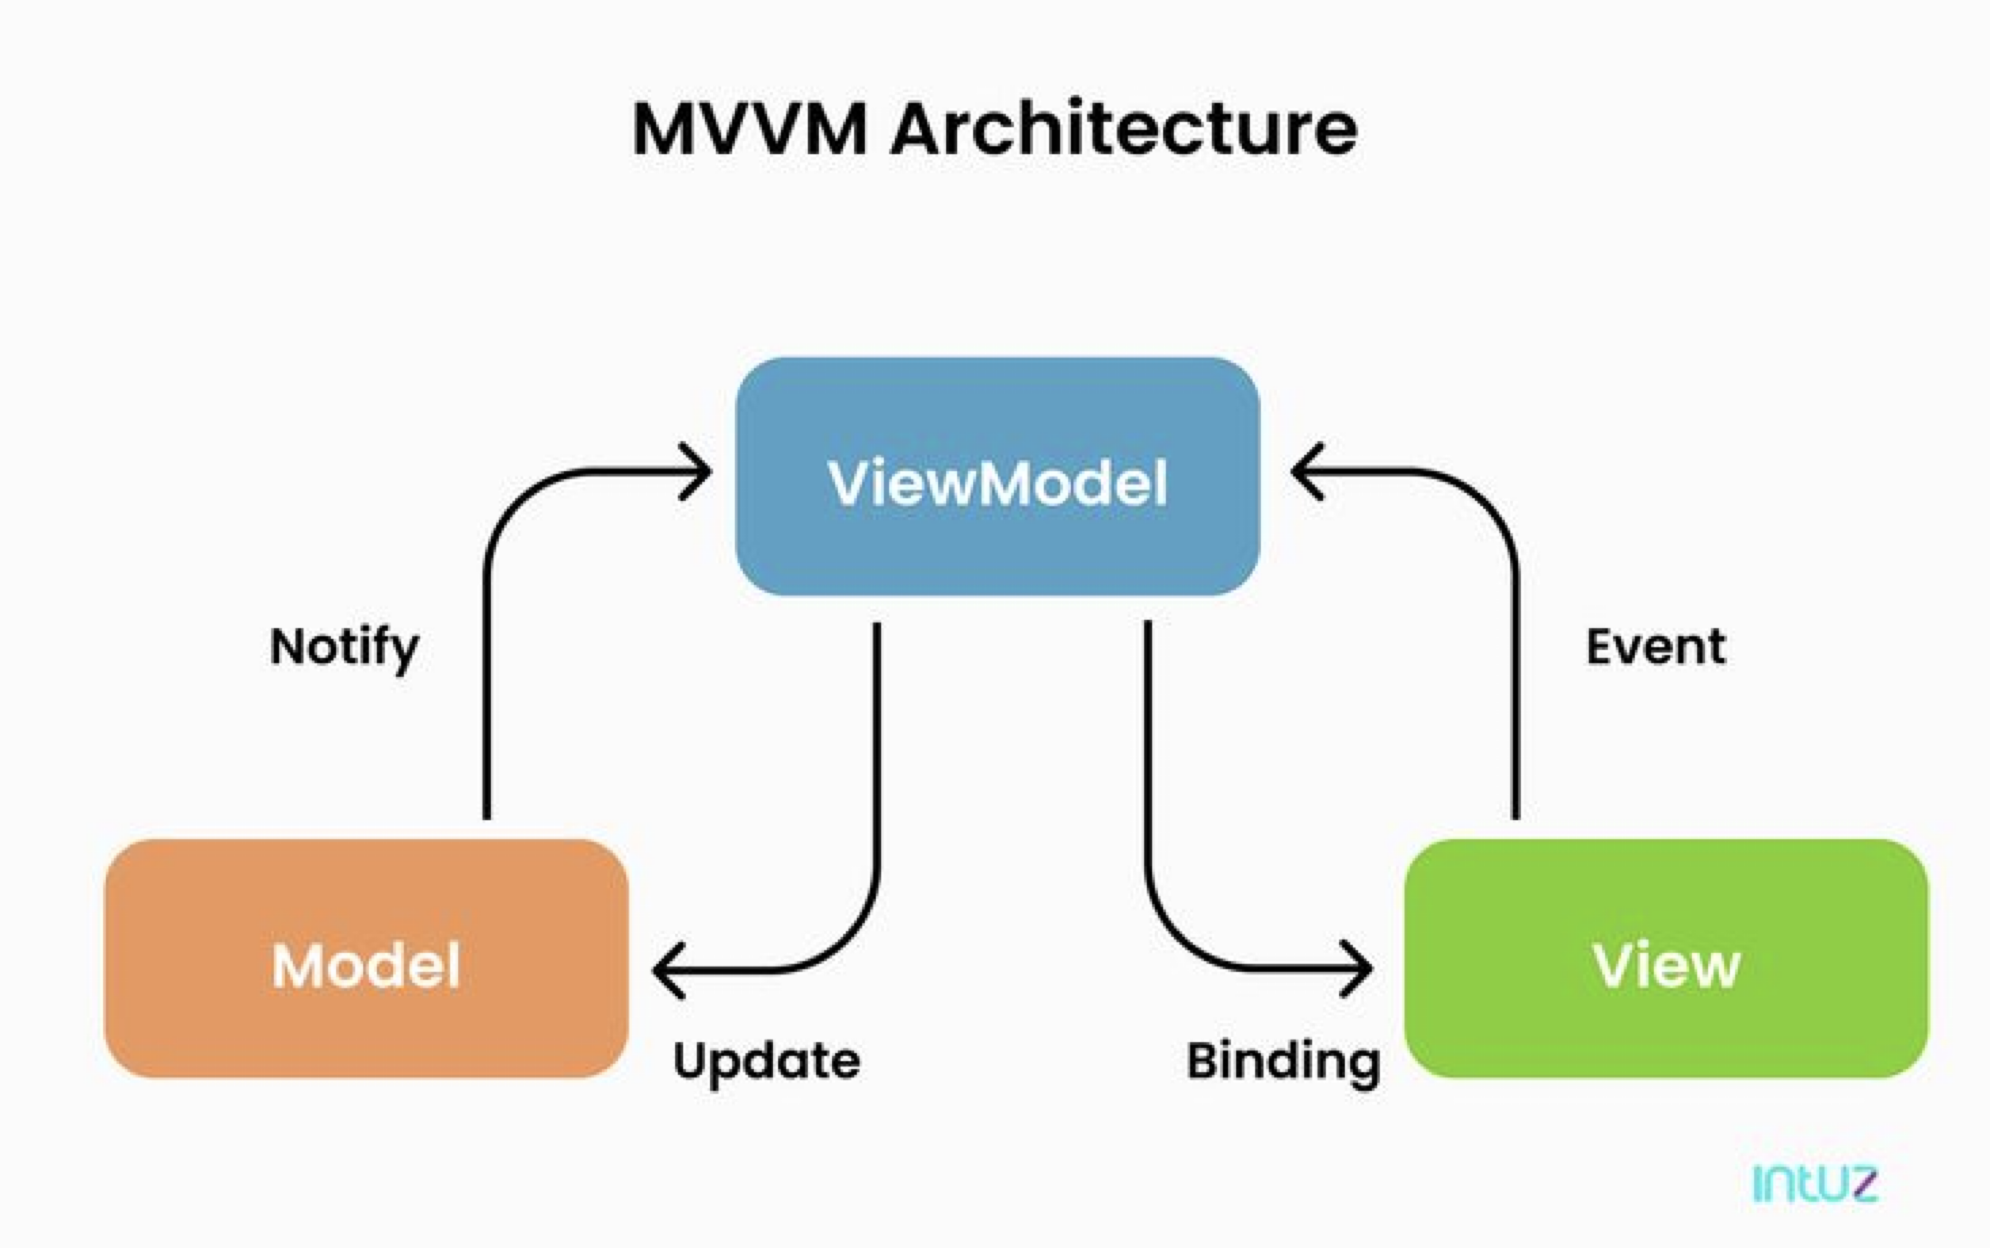 MVVM Architecture
ViewModel
Notify
Event
Model
View
Update
Binding
INtUZ